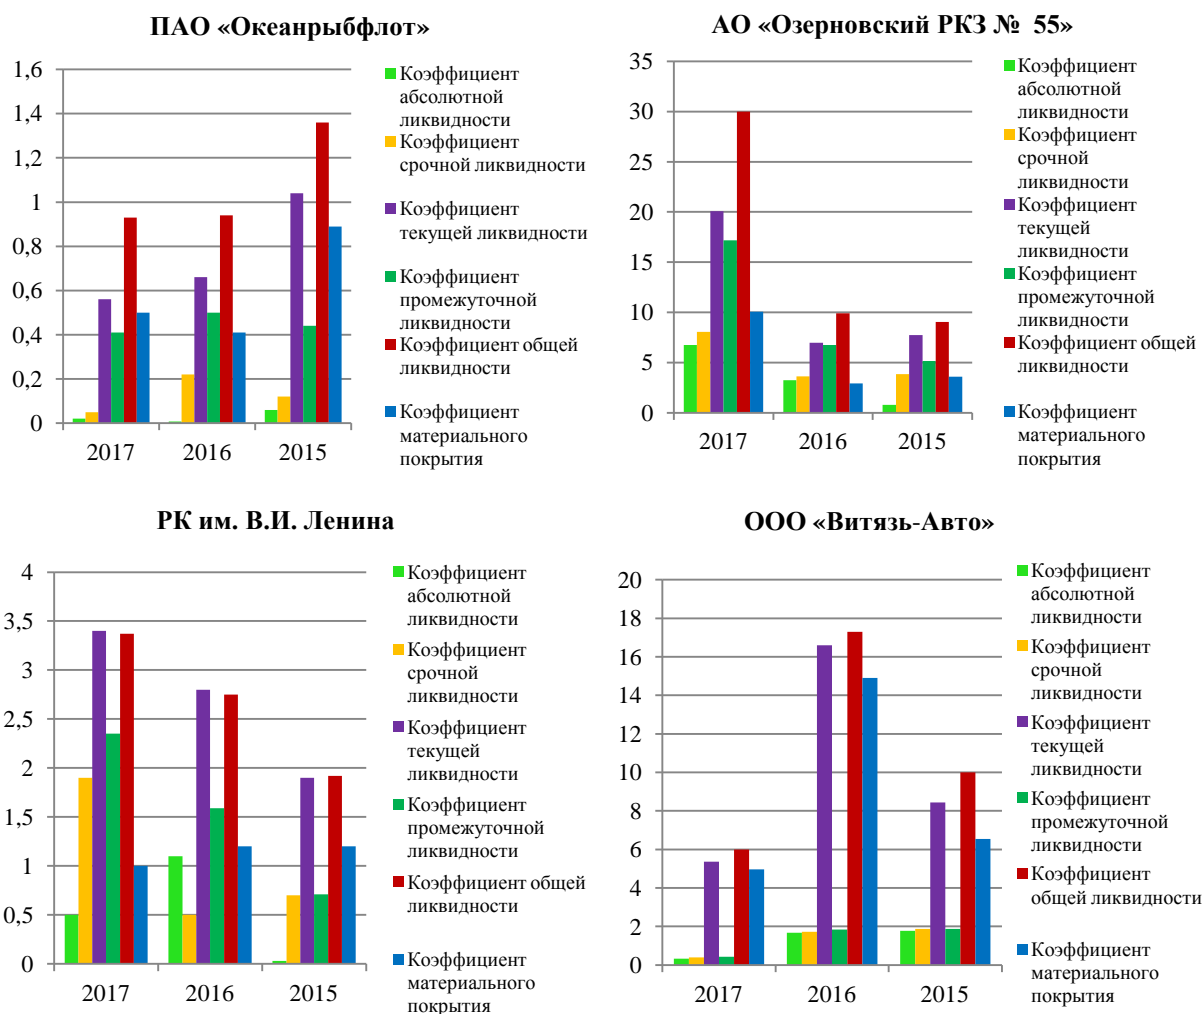 ПАО «Океанрыбфлот»
1,6
1,4
1,2
1
0,8
0,6
0,4
0,2
0
2017
2016
2015
Коэффициент
абсолютной
ликвидности
Коэффициент
срочной ликвидности
Коэффициент
текущей ликвидности
Коэффициент
промежуточной
ликвидности
Коэффициент общей
ликвидности
Коэффициент
материального
покрытия
АО «Озерновский РКЗ № 55»
35
30
25
20
15
10
5
0
2017
2016
2015
Коэффициент
абсолютной
ликвидности
Коэффициент
срочной
ликвидности
Коэффициент
текущей
ликвидности
Коэффициент
промежуточной
ликвидности
Коэффициент общей
ликвидности
Коэффициент
материального
покрытия
РК им. В.И. Ленина
4
3,5
3
2,5
2
1,5
1
0,5
0
2017
2016
2015
Коэффициент
абсолютной
ликвидности
Коэффициент
срочной
ликвидности
Коэффициент
текущей
ликвидности
Коэффициент
промежуточной
ликвидности
Коэффициент общей
ликвидности
Коэффициент
материального
покрытия
ООО «Витязь-Авто»
20
18
16
14
12
10
8
6
4
2
0
2017
2016
2015
Коэффициент
абсолютной
ликвидности
Коэффициент
срочной
ликвидности
Коэффициент
текущей
ликвидности
Коэффициент
промежуточной
ликвидности
Коэффициент
общей ликвидности
Коэффициент
материального
покрытия